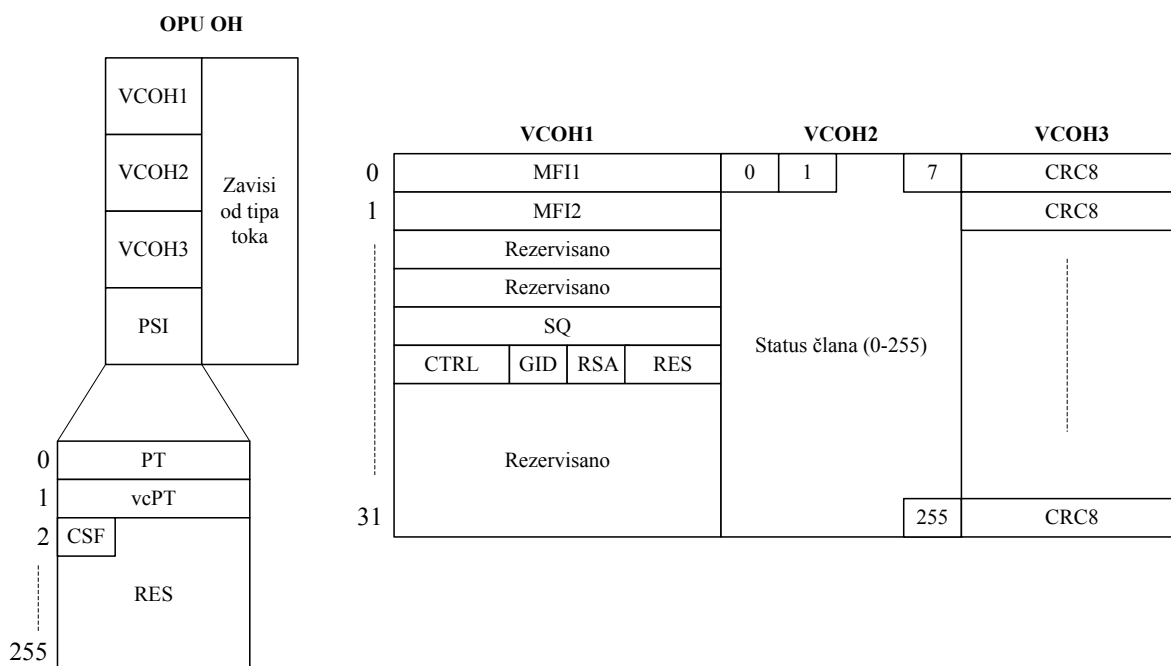 OPU OH
VCOH1
VCOH2
VCOH3
PSI
Zavisi
od tipa
toka
0 PT
1 vcPT
2 CSF
RES
255
VCOH1 VCOH2 VCOH3
0 MFI1 0 1 7 CRC8
1 MFI2 CRC8
Rezervisano
Rezervisano
SQ
CTRL GID RSA RES
Status člana (0-255)
Rezervisano
31 255 CRC8